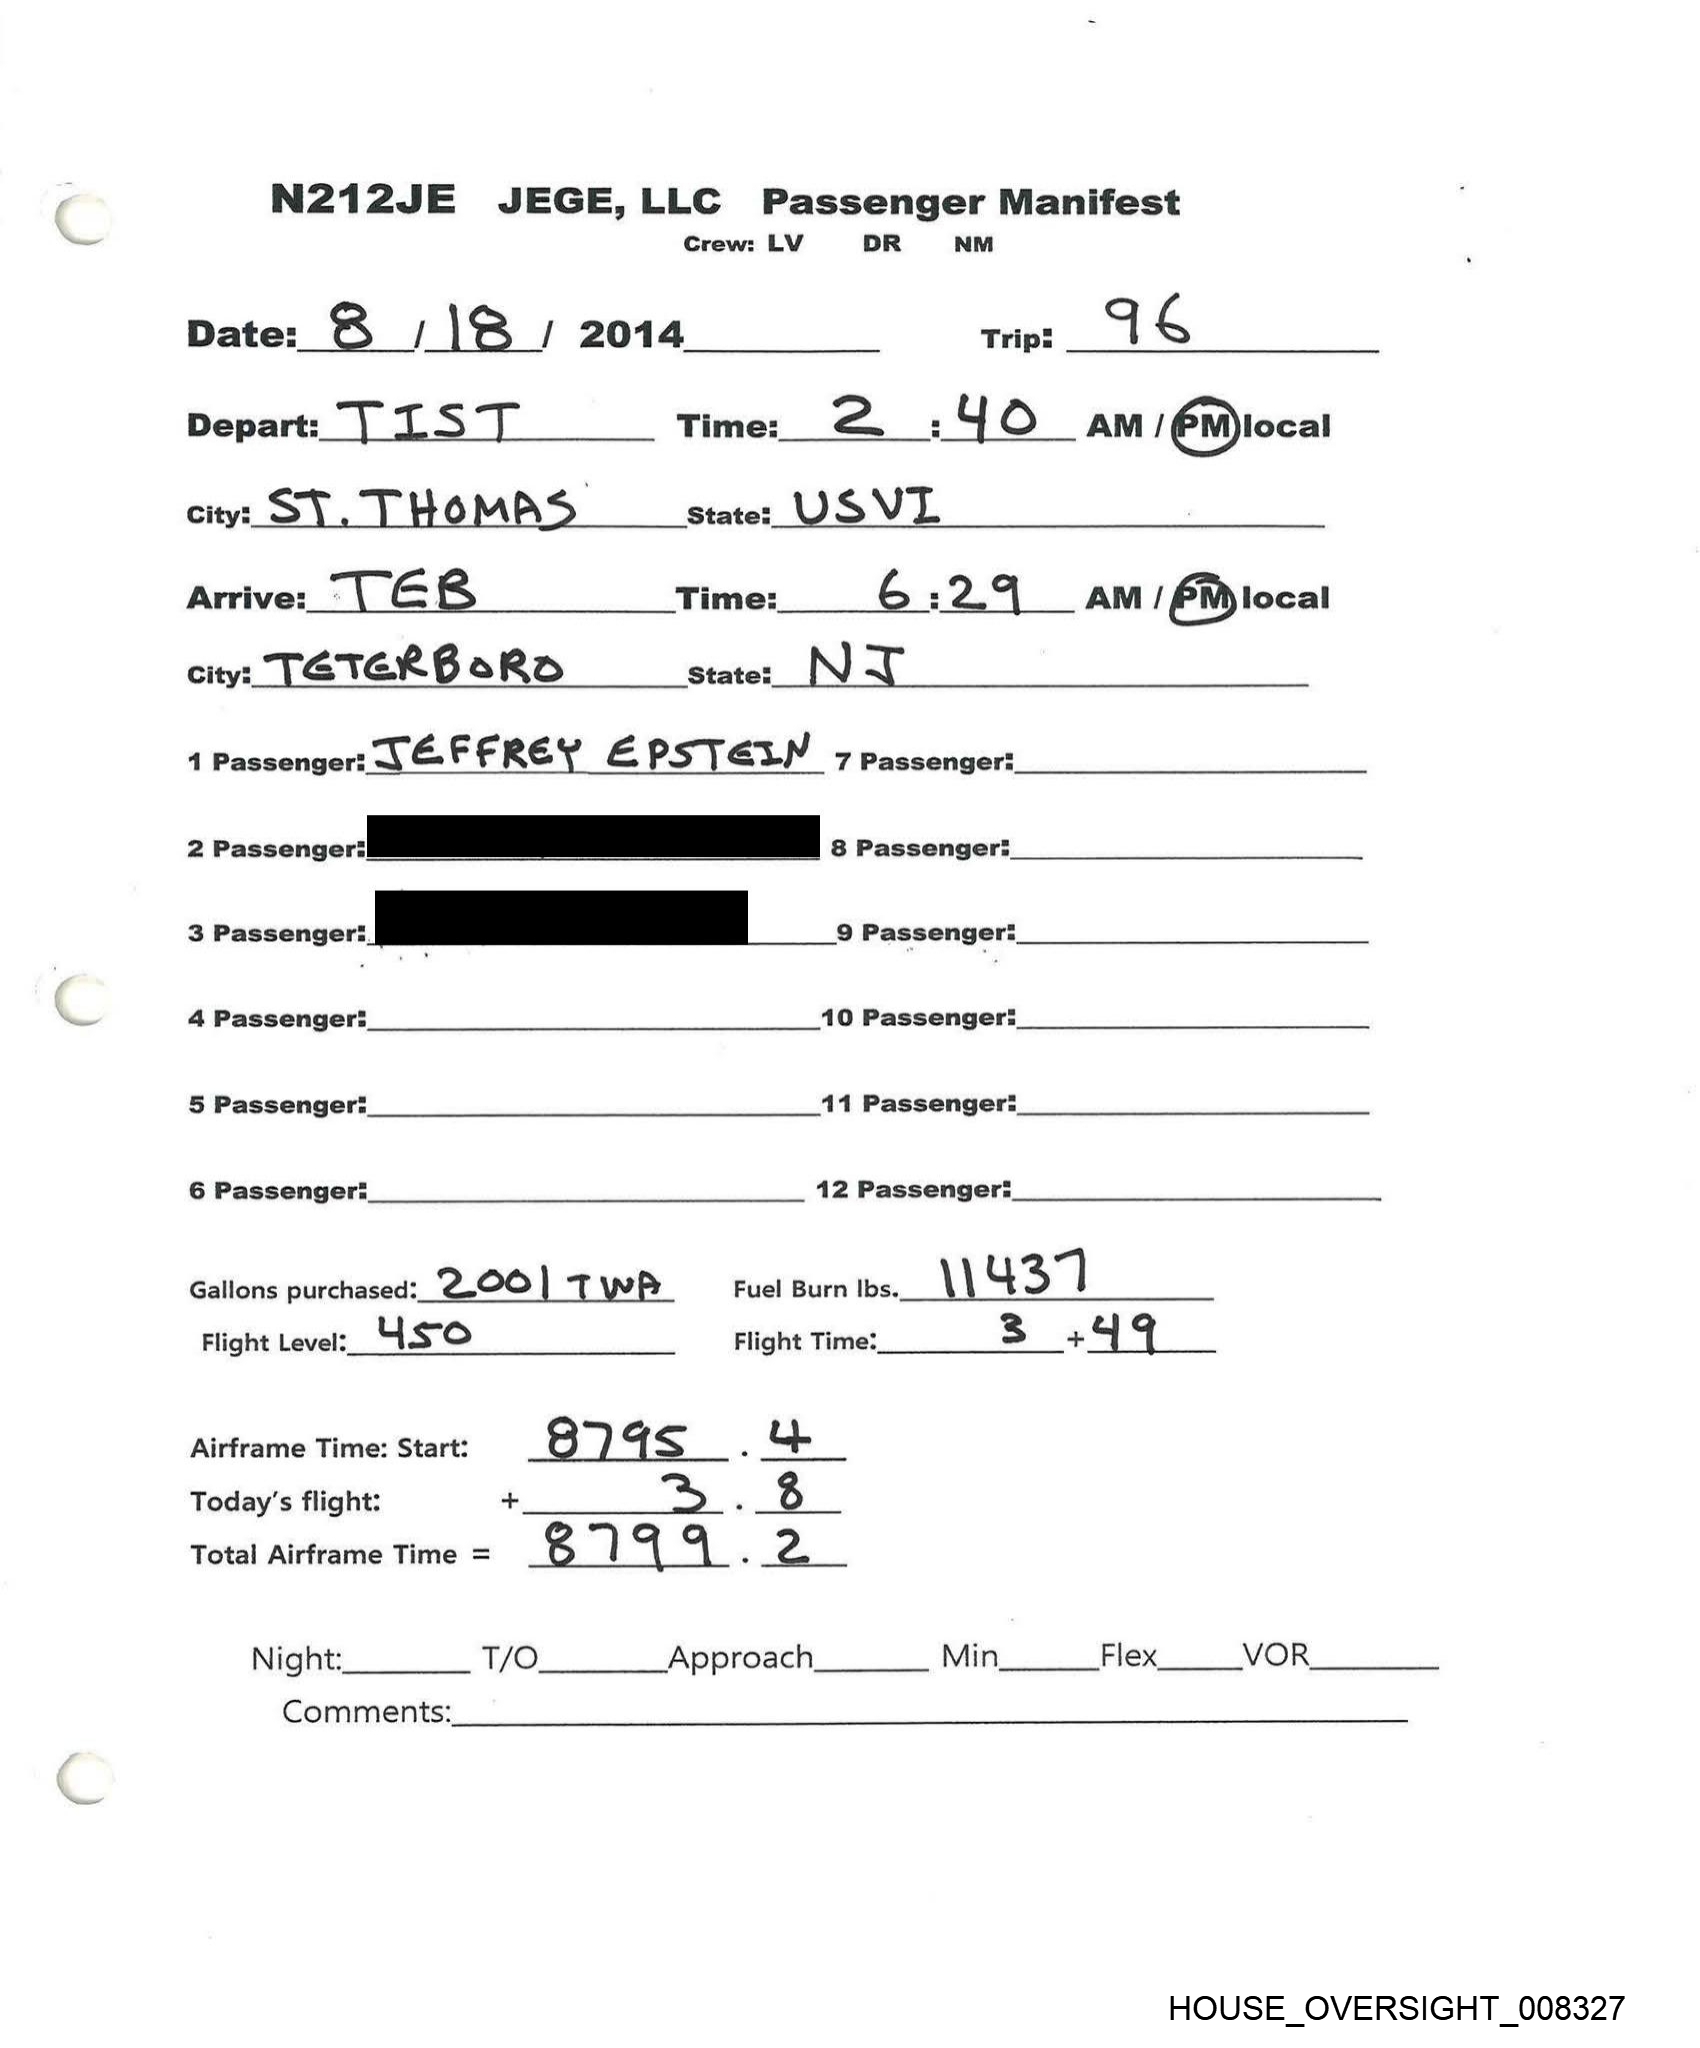 N212JE JEGE, LLC Passenger Manifest
Crew: LV DR NM
Date: 8 / 18 / 2014 Trip: 96
Depart: TIST Time: 2 : 40 AM / PM local
City: ST. THOMAS State: USVI
Arrive: TEB Time: 6 : 29 AM / PM local
City: TETERBORO State: NJ
1 Passenger: JEFFREY EPSTEIN 7 Passenger:
2 Passenger: 8 Passenger:
3 Passenger: 9 Passenger:
4 Passenger: 10 Passenger:
5 Passenger: 11 Passenger:
6 Passenger: 12 Passenger:
Gallons purchased: 2001 TWA Fuel Burn lbs. 11437
Flight Level: 450 Flight Time: 3 + 49
Airframe Time: Start: 8795 . 4
Today's flight: + 3 . 8
Total Airframe Time = 8799 . 2
Night: T/O Approach Min Flex VOR
Comments:
HOUSE_OVERSIGHT_008327